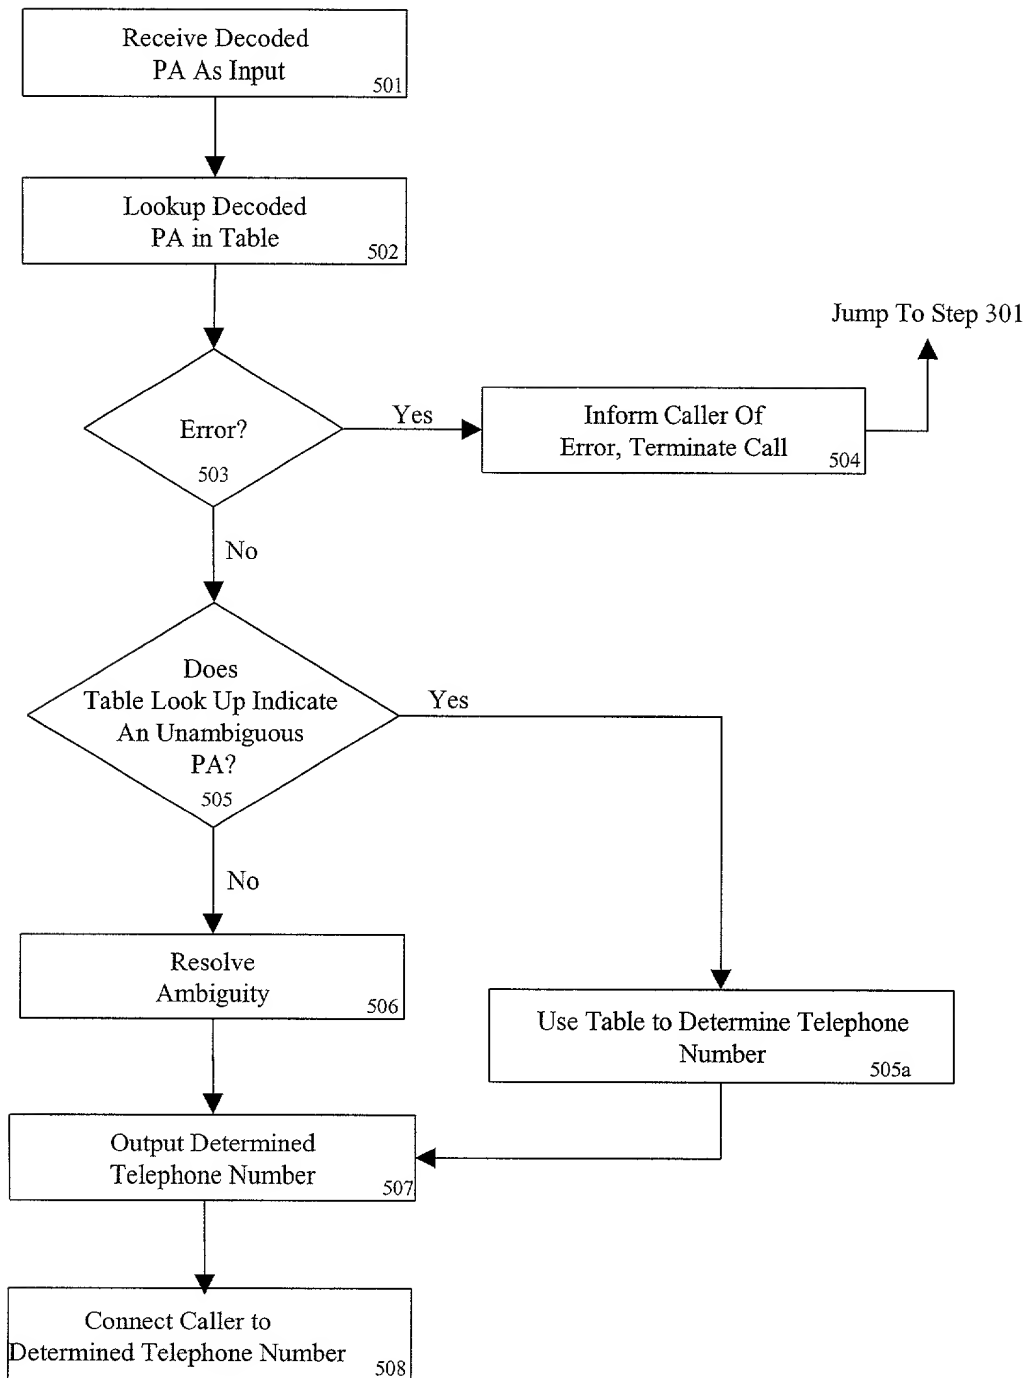 Receive Decoded
PA As Input
501
Lookup Decoded
PA in Table
502
Jump To Step 301
Error?
503
Yes
Inform Caller Of
Error, Terminate Call
504
No
Does
Table Look Up Indicate
An Unambiguous
PA?
505
Yes
No
Resolve
Ambiguity
506
Use Table to Determine Telephone
Number
505a
Output Determined
Telephone Number
507
Connect Caller to
Determined Telephone Number
508